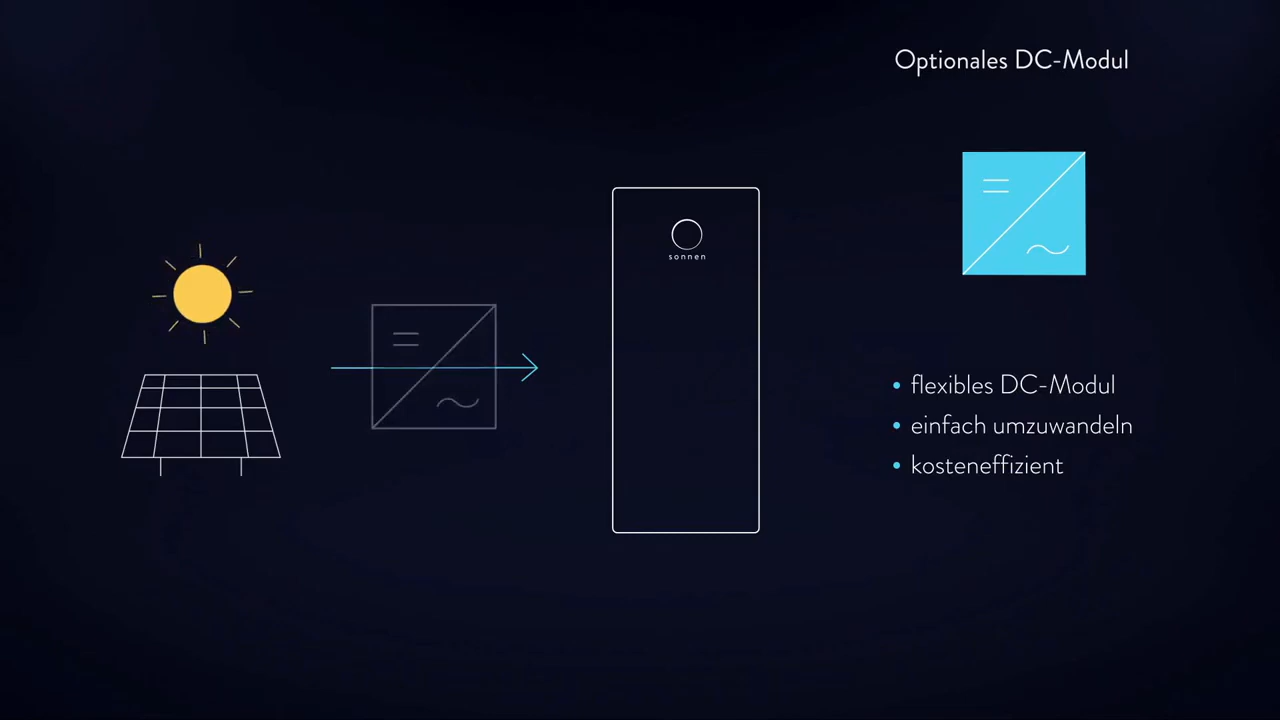 Optionales DC-Modul
sonnen
flexibles DC-Modul
einfach umzuwandeln
kosteneffizient